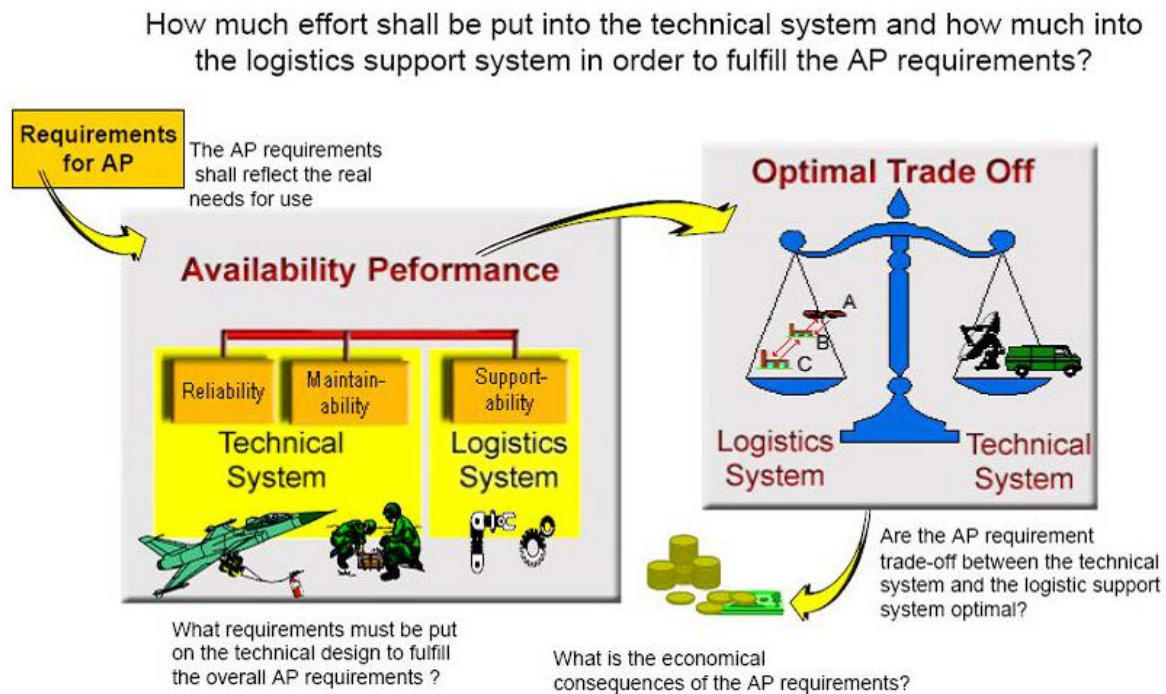 How much effort shall be put into the technical system and how much into
the logistics support system in order to fulfill the AP requirements?
Requirements
for AP
The AP requirements
shall reflect the real
needs for use
Availability Peformance
Reliability
Maintain-
ability
Support-
ability
Technical
System
Logistics
System
Optimal Trade Off
A
B
C
Logistics
System
Technical
System
What requirements must be put
on the technical design to fulfill
the overall AP requirements ?
Are the AP requirement
trade-off between the technical
system and the logistic support
system optimal?
What is the economical
consequences of the AP requirements?